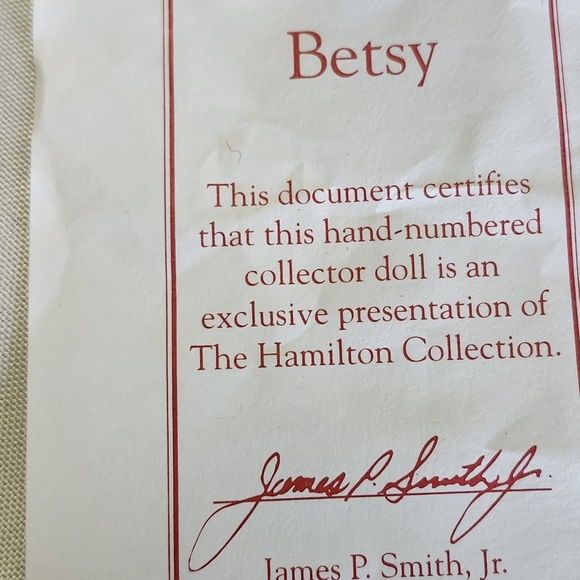 Betsy
This document certifies
that this hand-numbered
collector doll is an
exclusive presentation of
The Hamilton Collection.
James P. Smith, Jr.
James P. Smith, Jr.